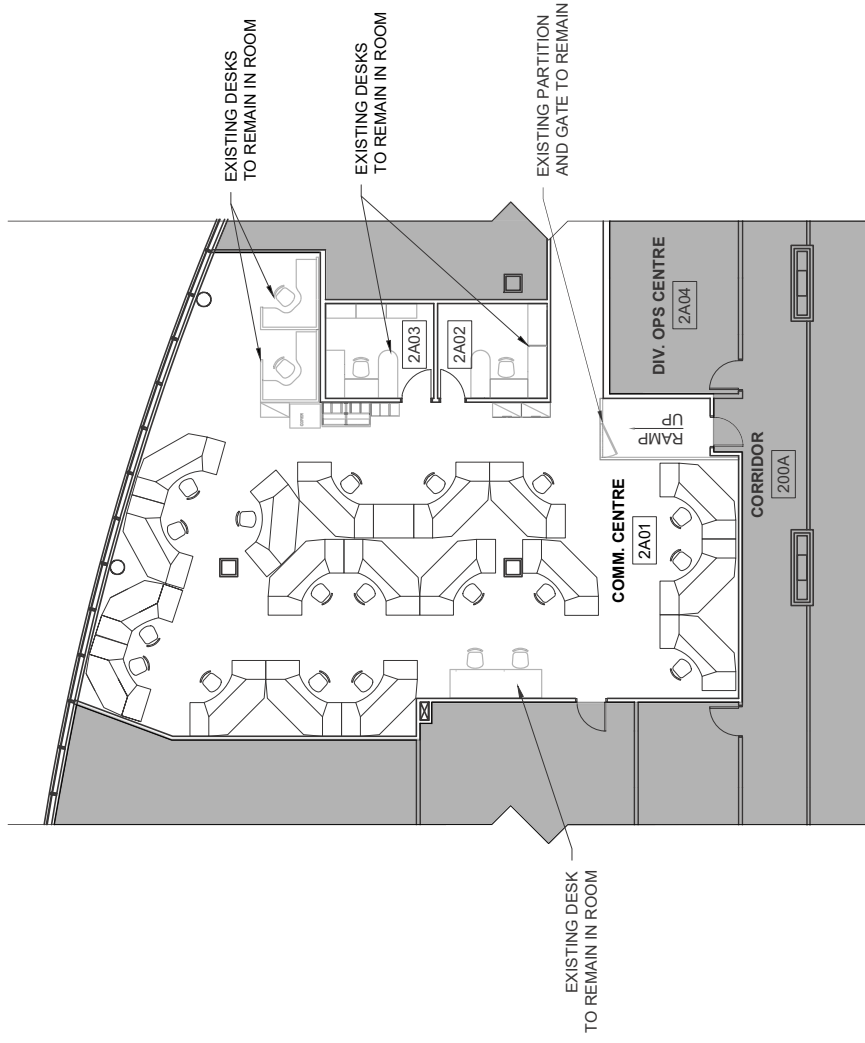 EXISTING DESKS
TO REMAIN IN ROOM
EXISTING DESKS
TO REMAIN IN ROOM
EXISTING PARTITION
AND GATE TO REMAIN
2A03
2A02
DIV. OPS CENTRE
2A04
RAMP
UP
CORRIDOR
200A
COMM. CENTRE
2A01
EXISTING DESK
TO REMAIN IN ROOM